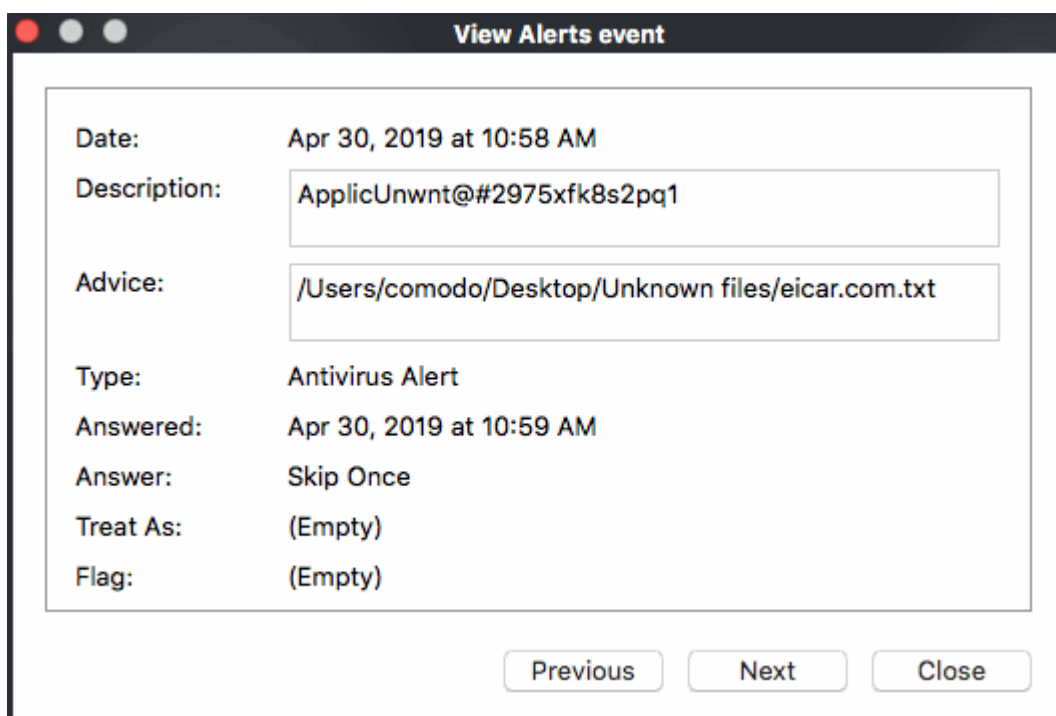 View Alerts event
Date: Apr 30, 2019 at 10:58 AM
Description: ApplicUnwnt@#2975xfk8s2pq1
Advice: /Users/comodo/Desktop/Unknown files/eicar.com.txt
Type: Antivirus Alert
Answered: Apr 30, 2019 at 10:59 AM
Answer: Skip Once
Treat As: (Empty)
Flag: (Empty)
Previous Next Close